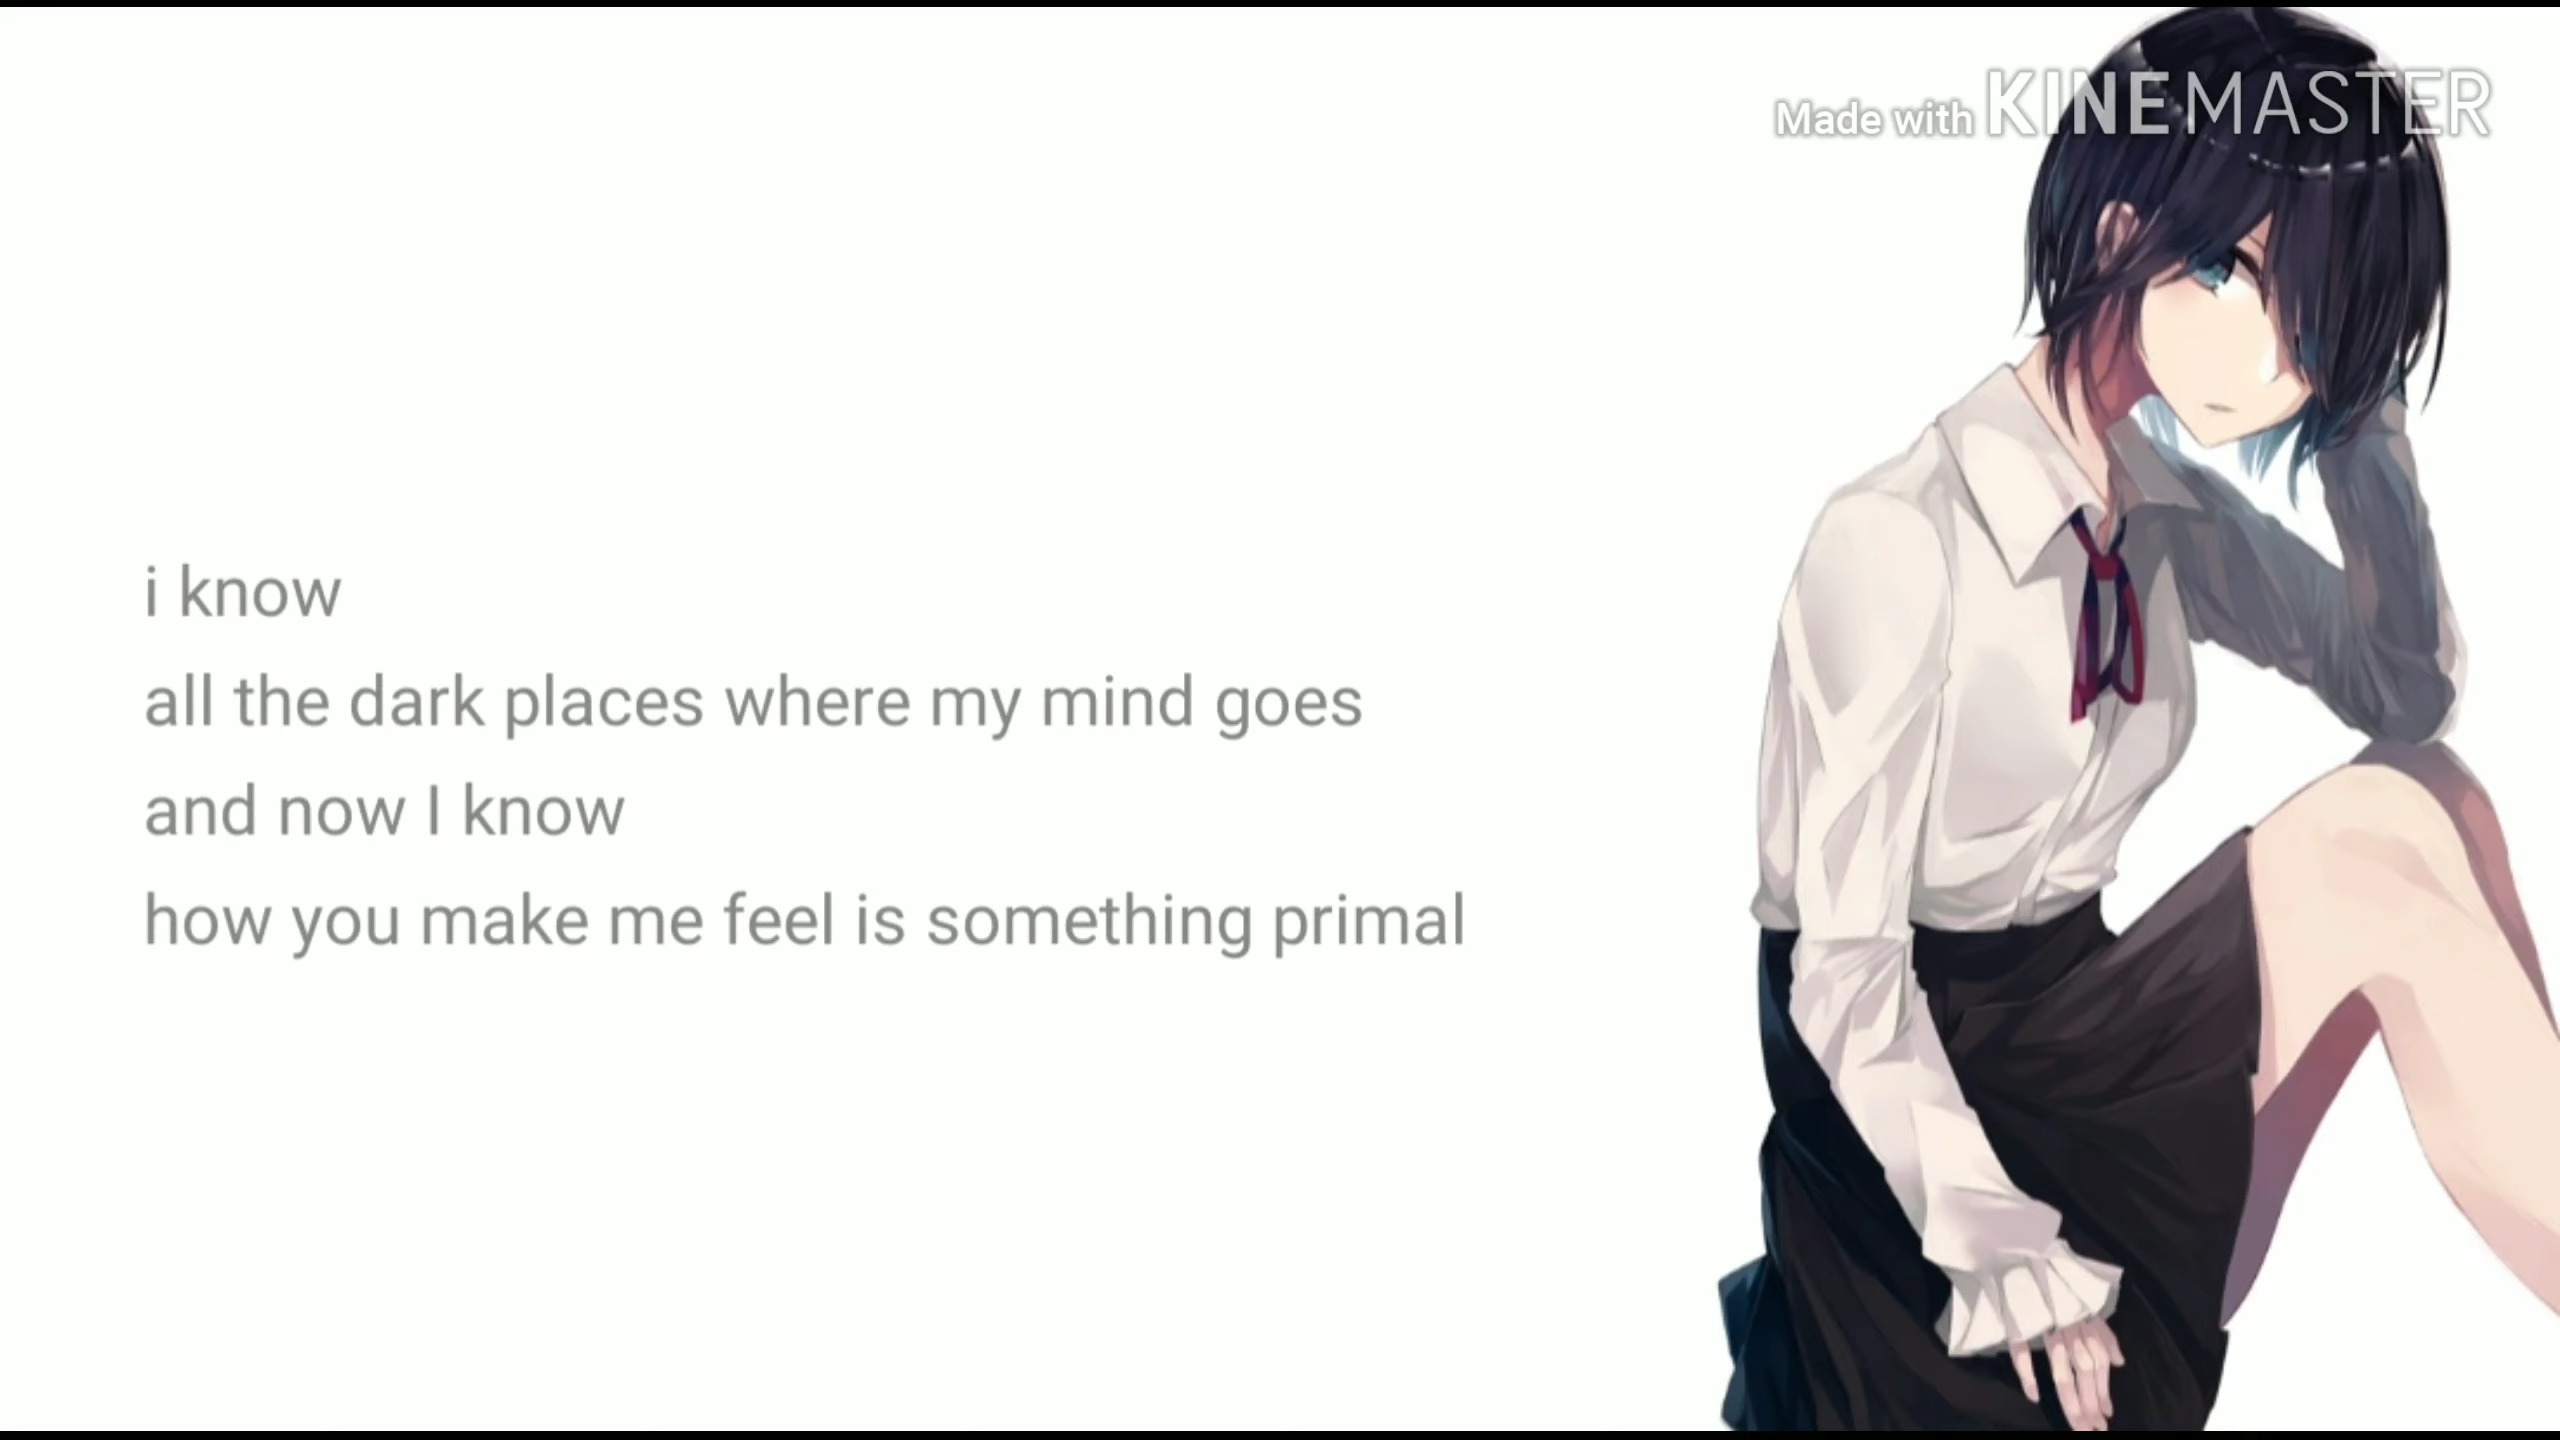 Made with KINEMASTER
i know
all the dark places where my mind goes
and now I know
how you make me feel is something primal